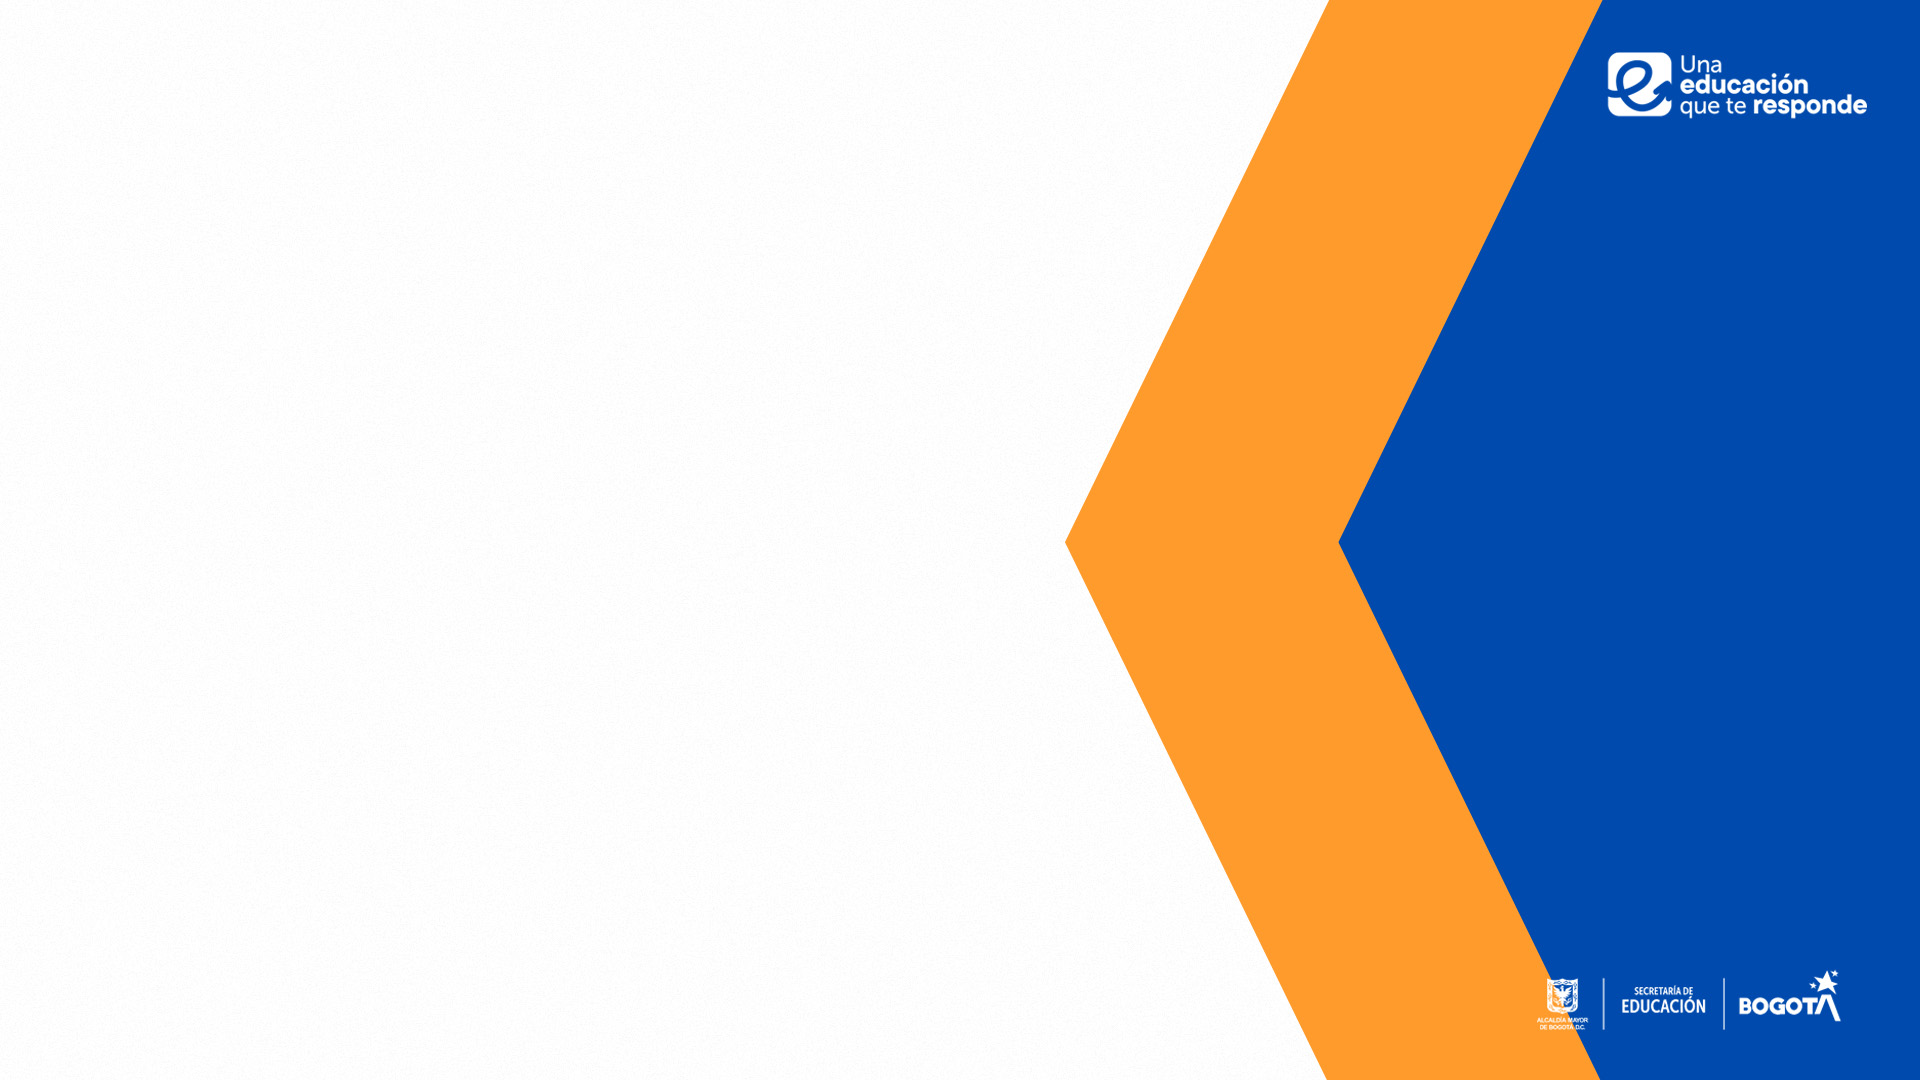 Una
educación
que te responde
ALCALDÍA MAYOR
DE BOGOTÁ D.C.
SECRETARÍA DE
EDUCACIÓN
BOGOTÁ